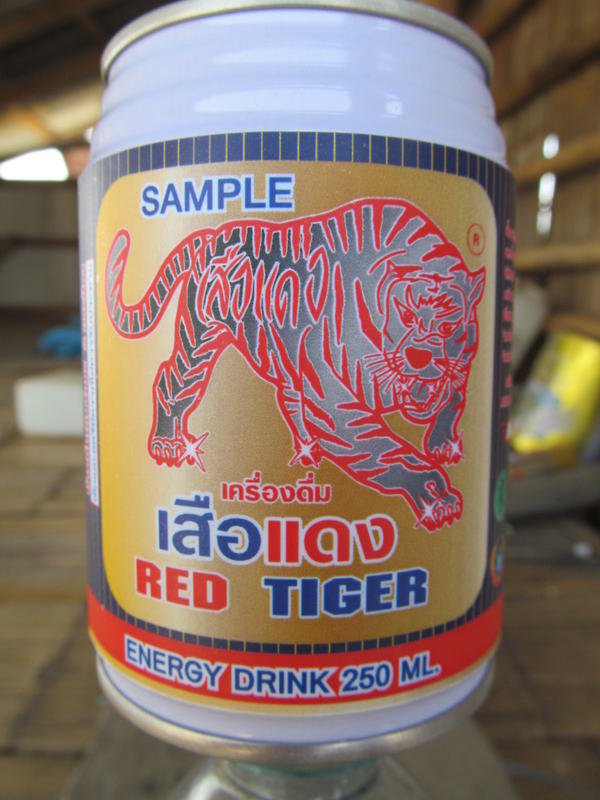 SAMPLE
®
เสือแดง
เครื่องดื่ม
เสือแดง
RED TIGER
ENERGY DRINK 250 ML.